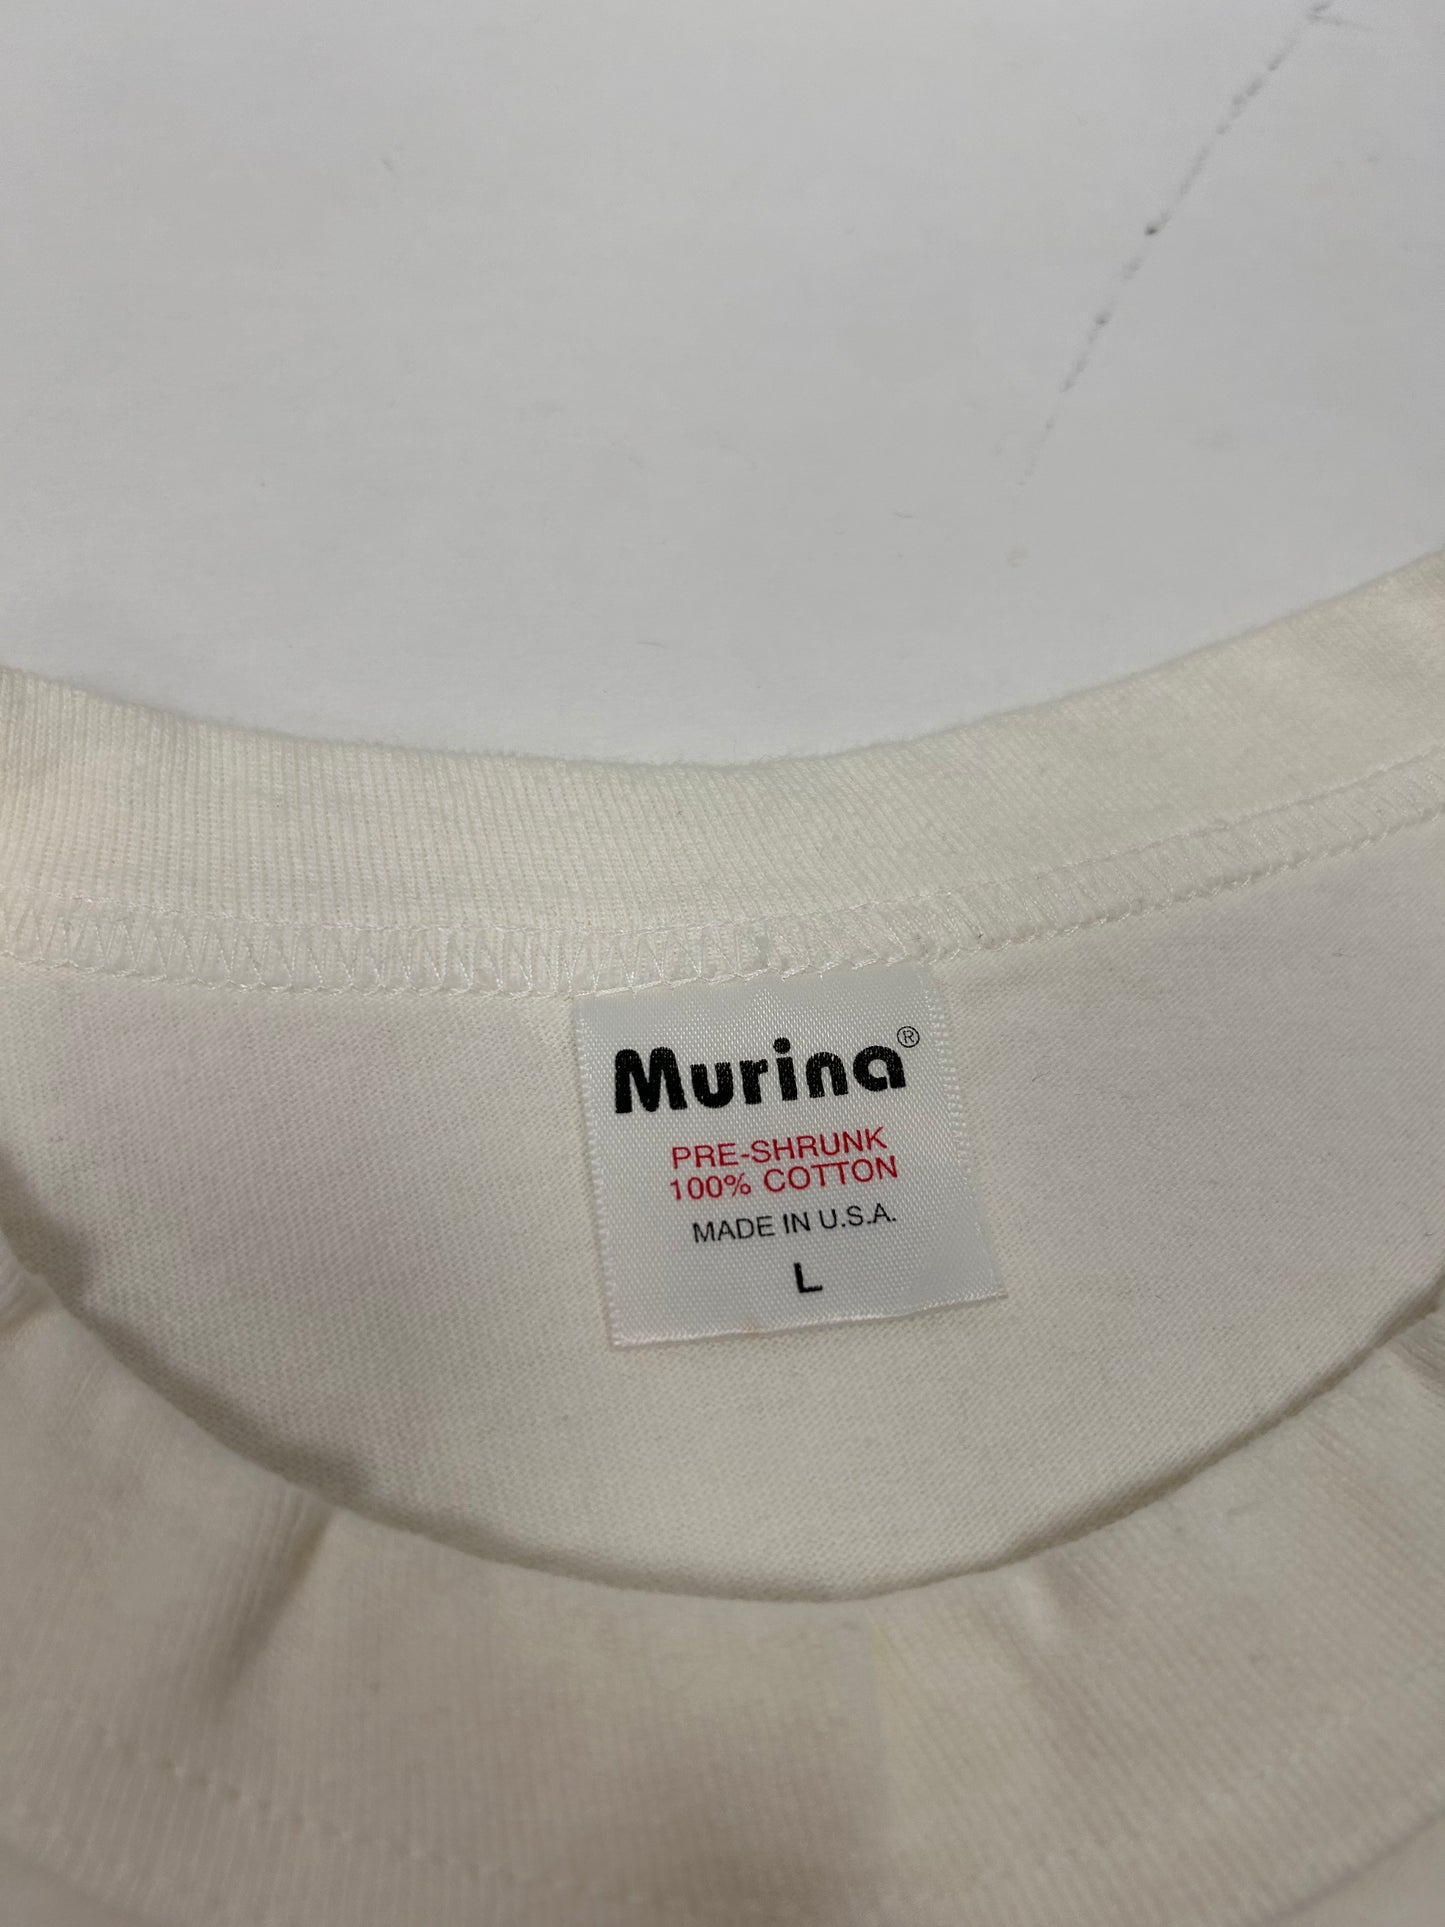 Murina®
PRE-SHRUNK
100% COTTON
MADE IN U.S.A.
L